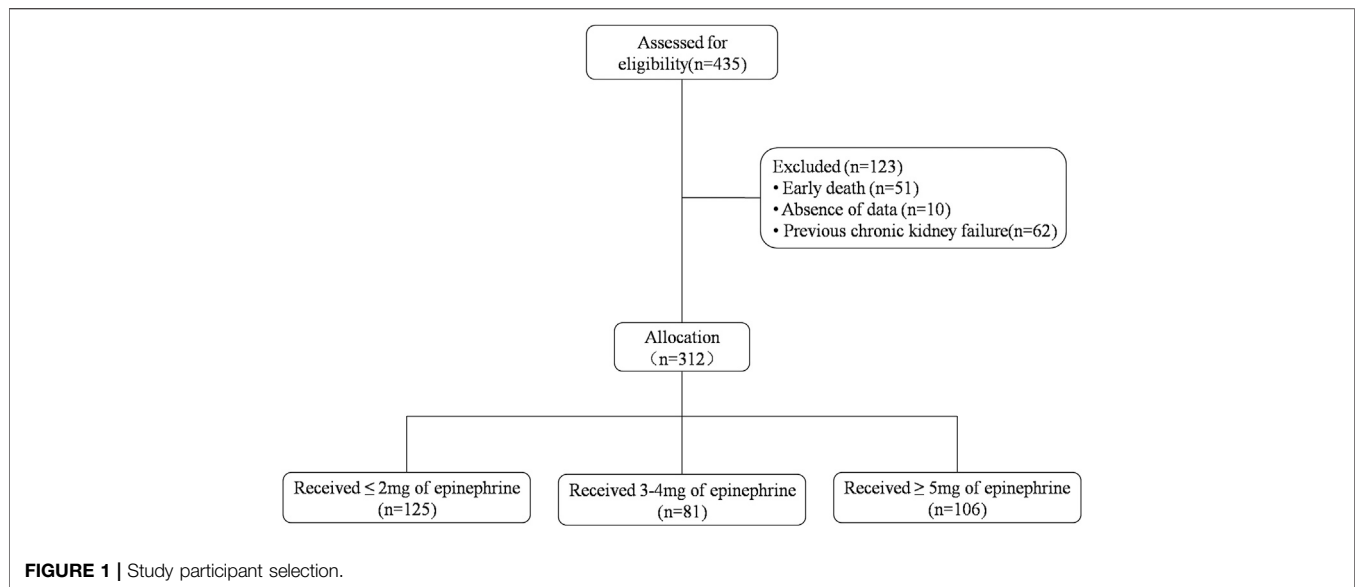 Assessed for
eligibility(n=435)
Excluded (n=123)
• Early death (n=51)
• Absence of data (n=10)
• Previous chronic kidney failure(n=62)
Allocation
（n=312）
Received ≤ 2mg of epinephrine
(n=125)
Received 3-4mg of epinephrine
(n=81)
Received ≥ 5mg of epinephrine
(n=106)
FIGURE 1 | Study participant selection.